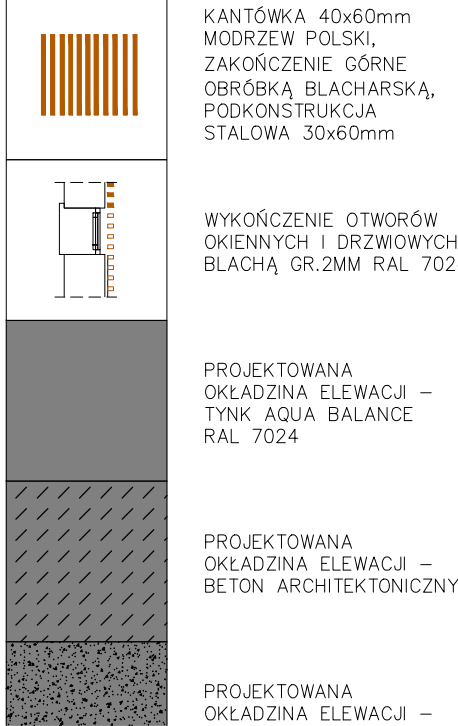 KANTÓWKA 40x60mm
MODRZEW POLSKI,
ZAKOŃCZENIE GÓRNE
OBRÓBKĄ BLACHARSKĄ,
PODKONSTRUKCJA
STALOWA 30x60mm
WYKOŃCZENIE OTWORÓW
OKIENNYCH I DRZWIOWYCH
BLACHĄ GR.2MM RAL 702
PROJEKTOWANA
OKŁADZINA ELEWACJI –
TYNK AQUA BALANCE
RAL 7024
PROJEKTOWANA
OKŁADZINA ELEWACJI –
BETON ARCHITEKTONICZNY
PROJEKTOWANA
OKŁADZINA ELEWACJI –